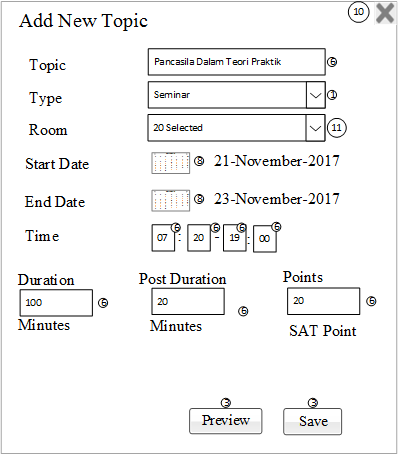 Add New Topic 10
Topic Pancasila Dalam Teori Praktik 6
Type Seminar 1
Room 20 Selected 11
Start Date 8 21-November-2017
End Date 8 23-November-2017
6 6 6 6
Time 07 : 20 - 19 : 00
Duration Post Duration Points
100 6 20 6 20 6
Minutes Minutes SAT Point
3 3
Preview Save